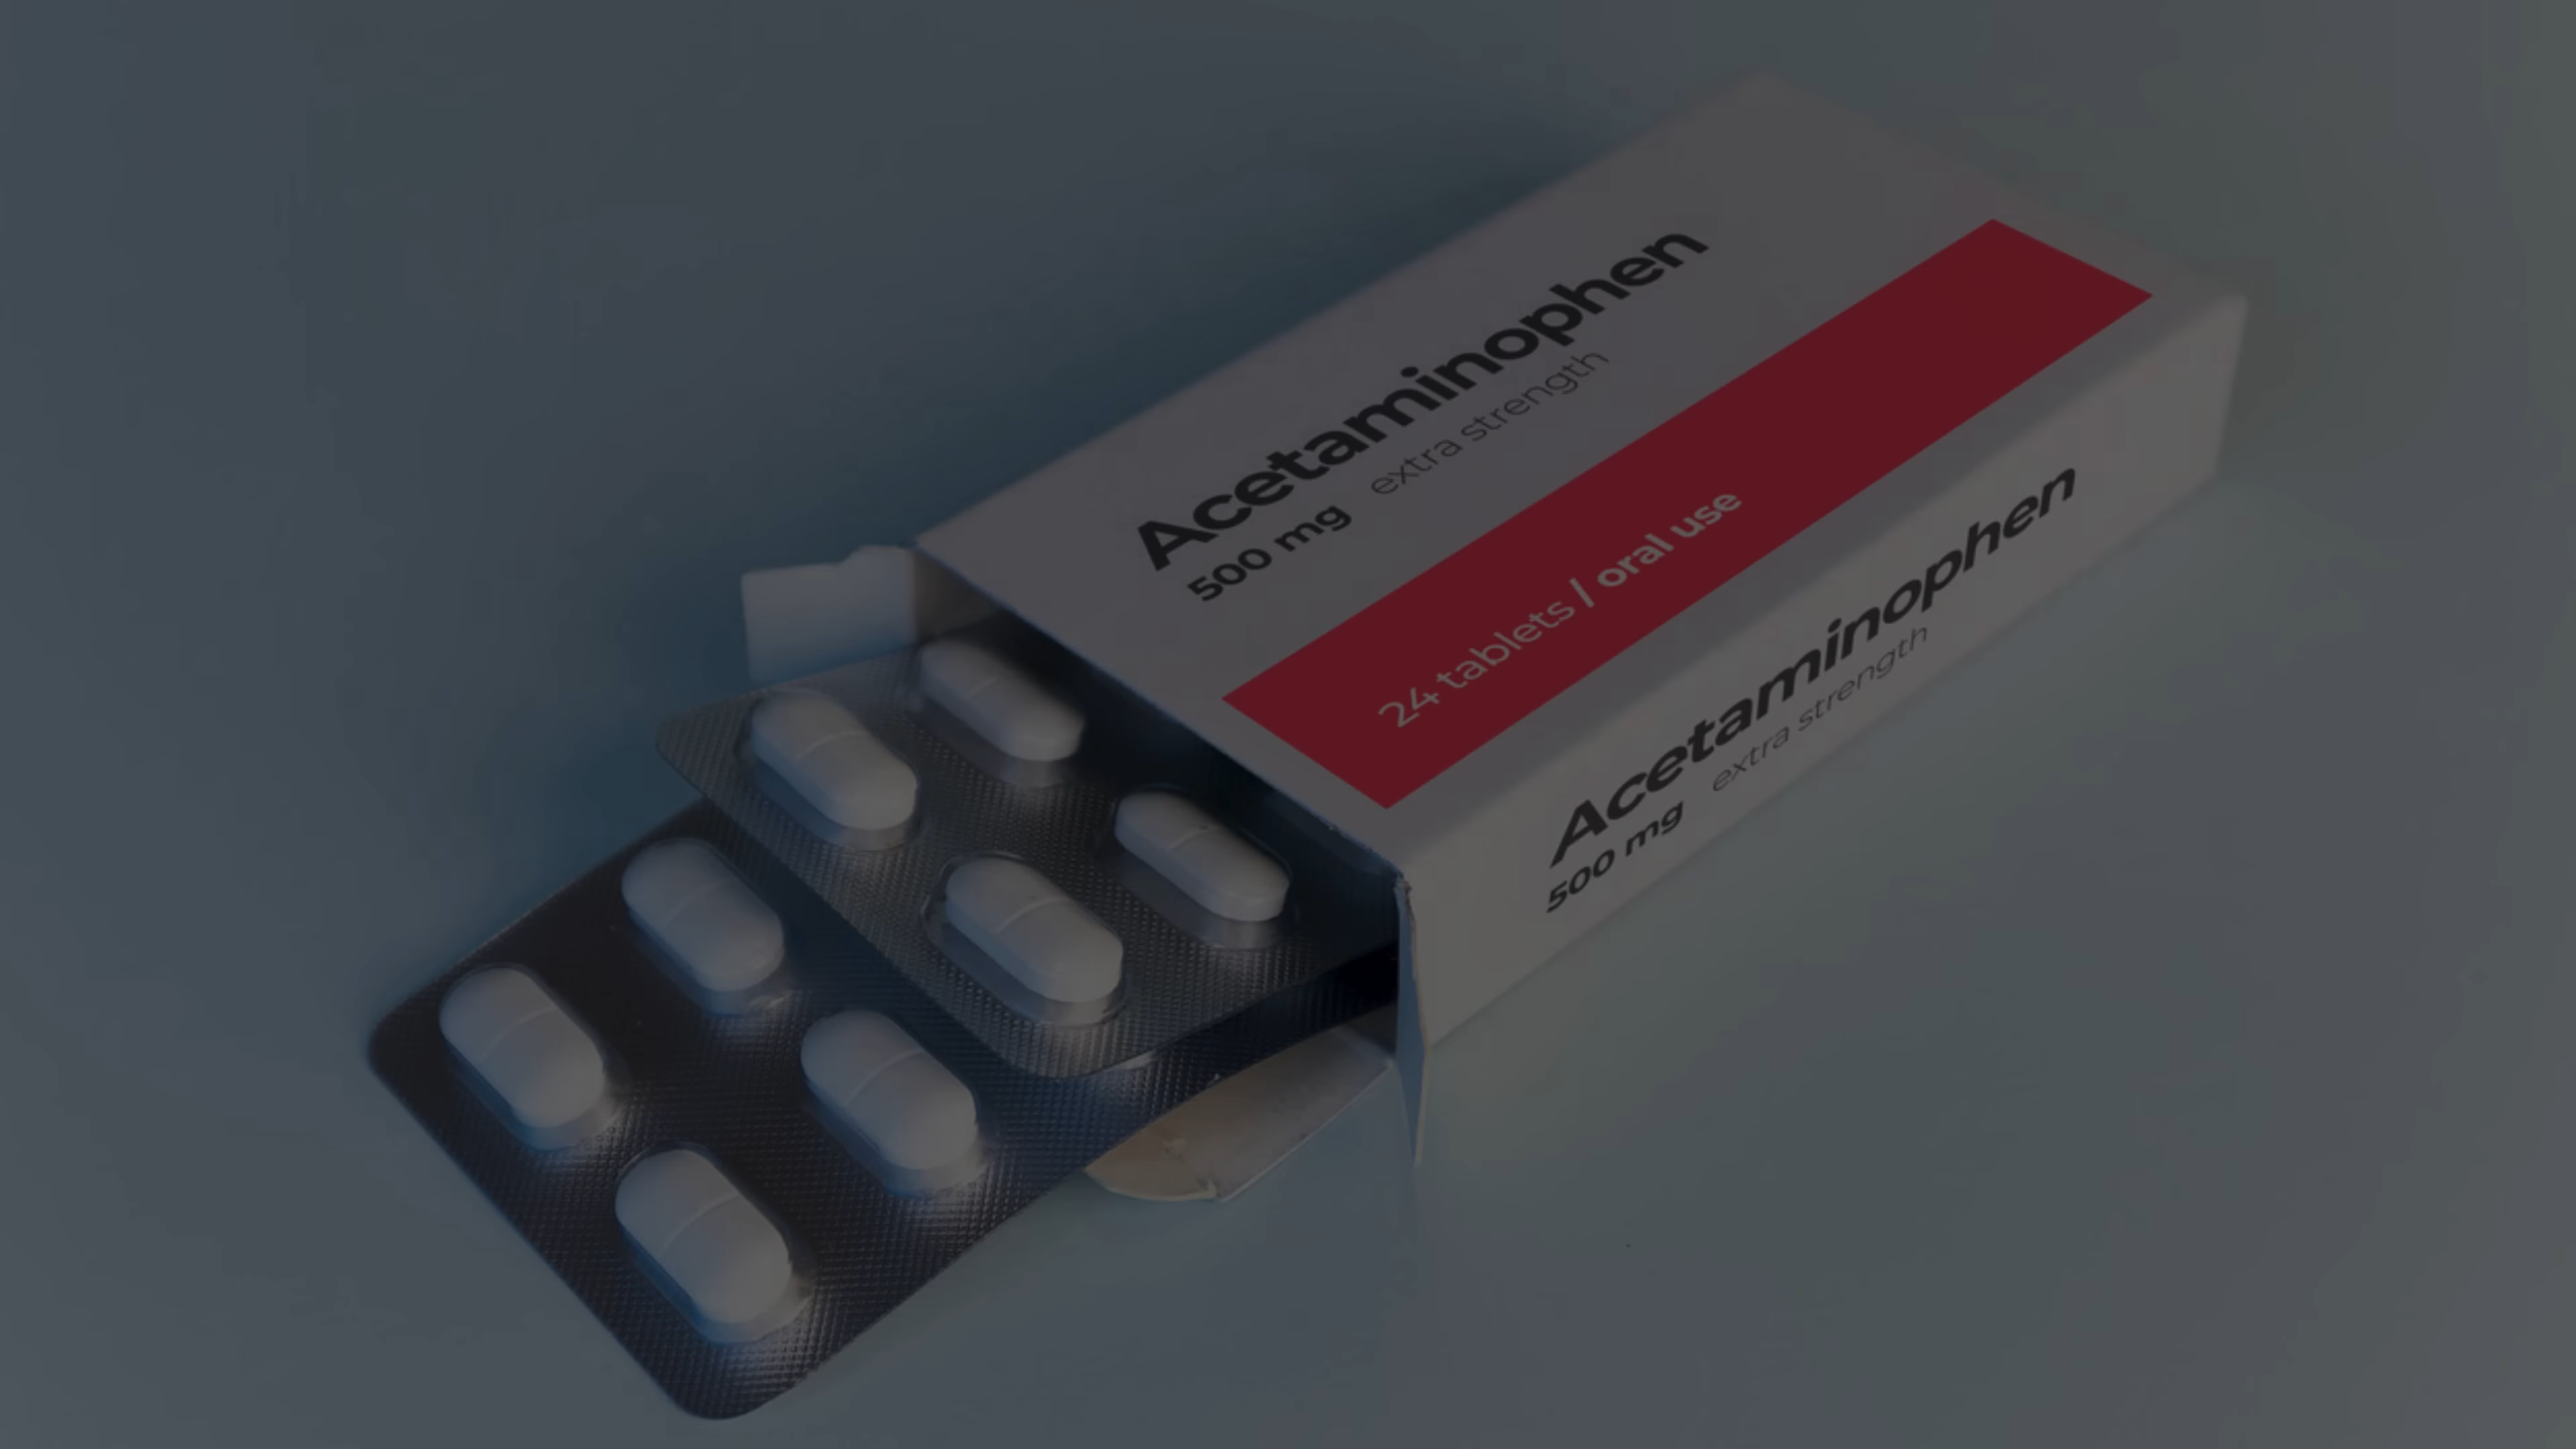 Acetaminophen
500 mg extra strength
24 tablets / oral use
Acetaminophen
500 mg extra strength